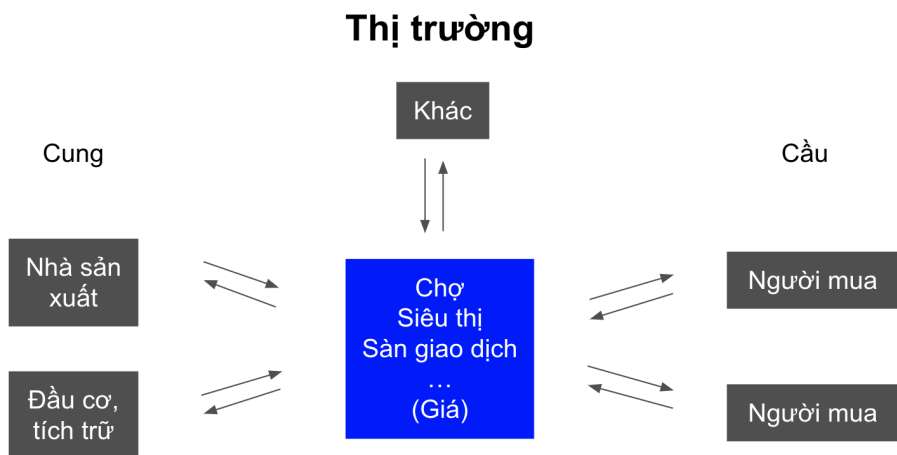 Thị trường
Khác
Cung
Cầu
Nhà sản
xuất
Chợ
Siêu thị
Sàn giao dịch
…
(Giá)
Người mua
Đầu cơ,
tích trữ
Người mua